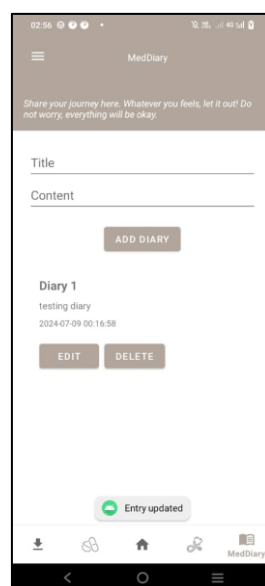 02:56
MedDiary
Share your journey here. Whatever you feels, let it out! Do
not worry, everything will be okay.
Title
Content
ADD DIARY
Diary 1
testing diary
2024-07-09 00:16:58
EDIT
DELETE
Entry updated
MedDiary